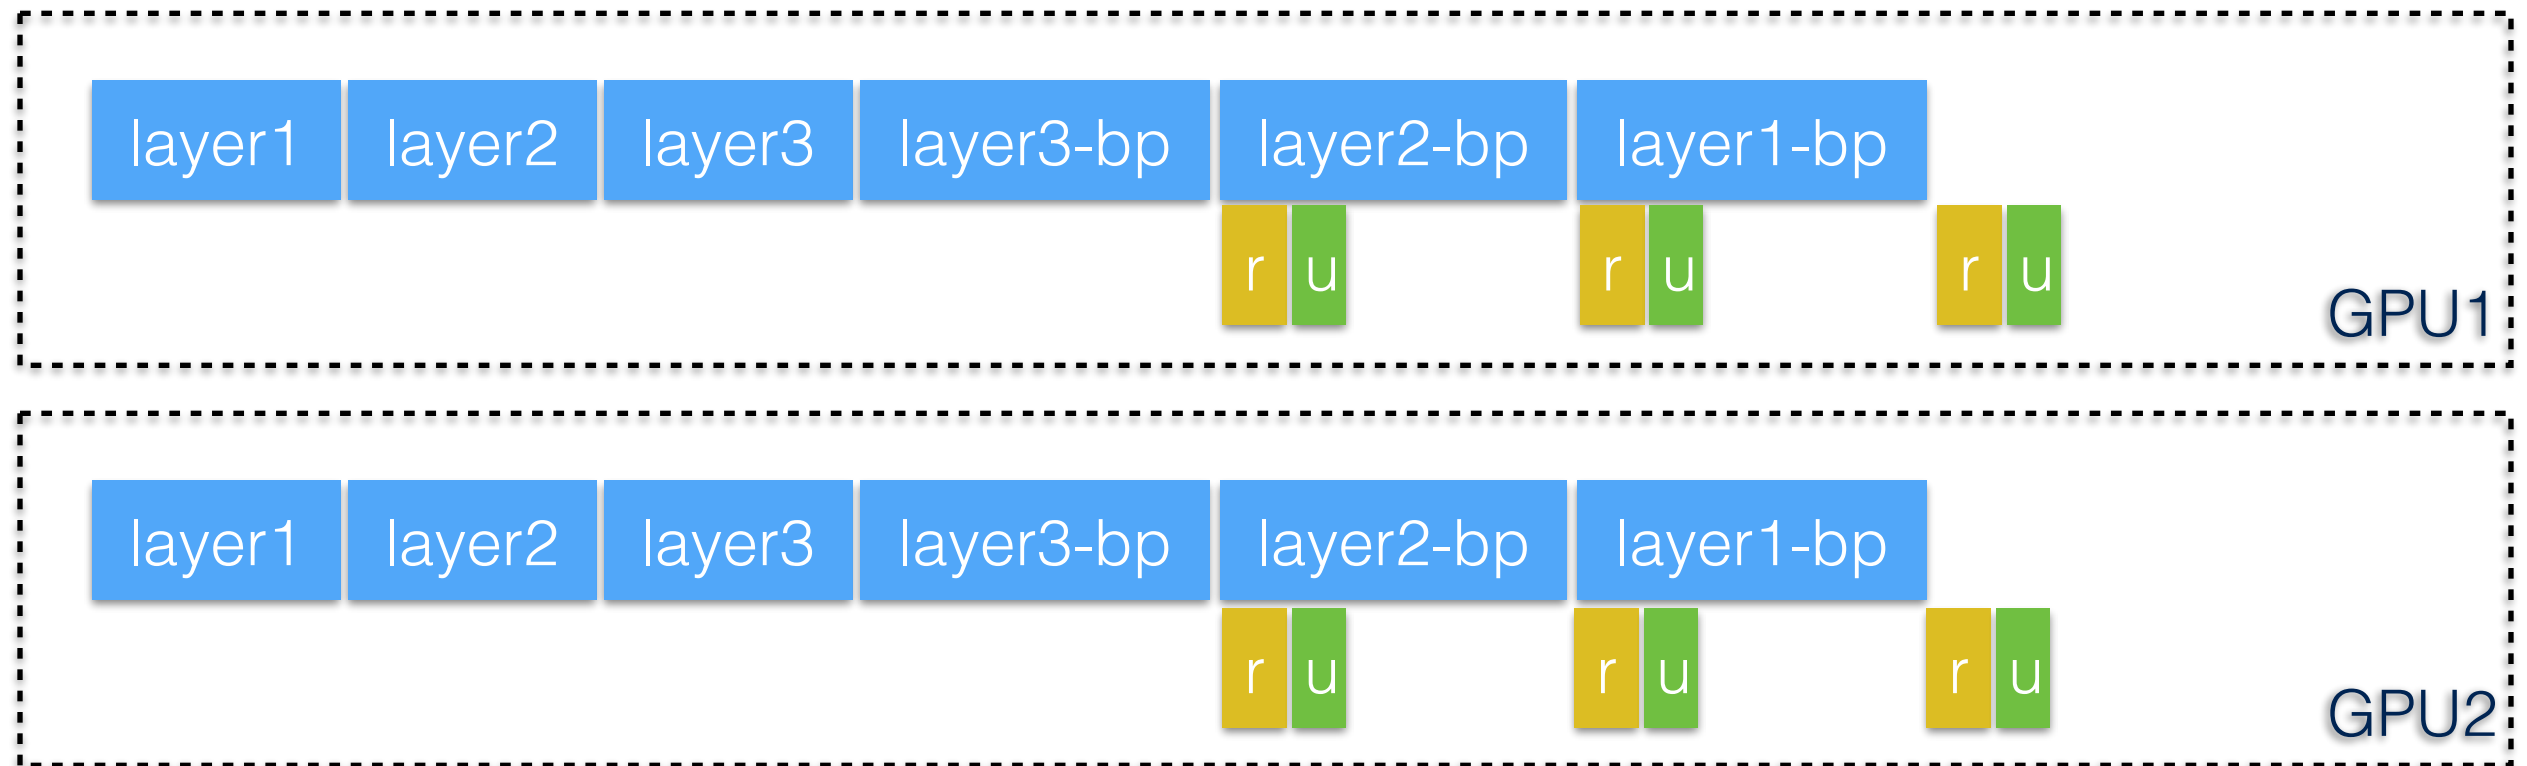 layer1 layer2 layer3 layer3-bp layer2-bp layer1-bp
r u r u r u
GPU1
layer1 layer2 layer3 layer3-bp layer2-bp layer1-bp
r u r u r u
GPU2